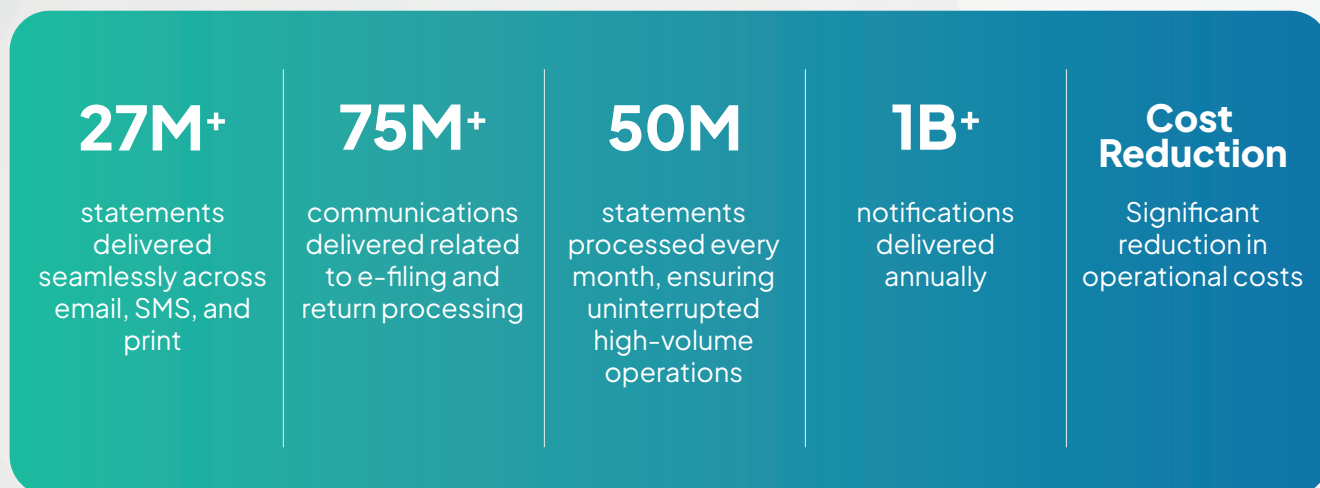 27M+
statements
delivered
seamlessly across
email, SMS, and
print
75M+
communications
delivered related
to e-filing and
return processing
50M
statements
processed every
month, ensuring
uninterrupted
high-volume
operations
1B+
notifications
delivered
annually
Cost
Reduction
Significant
reduction in
operational costs